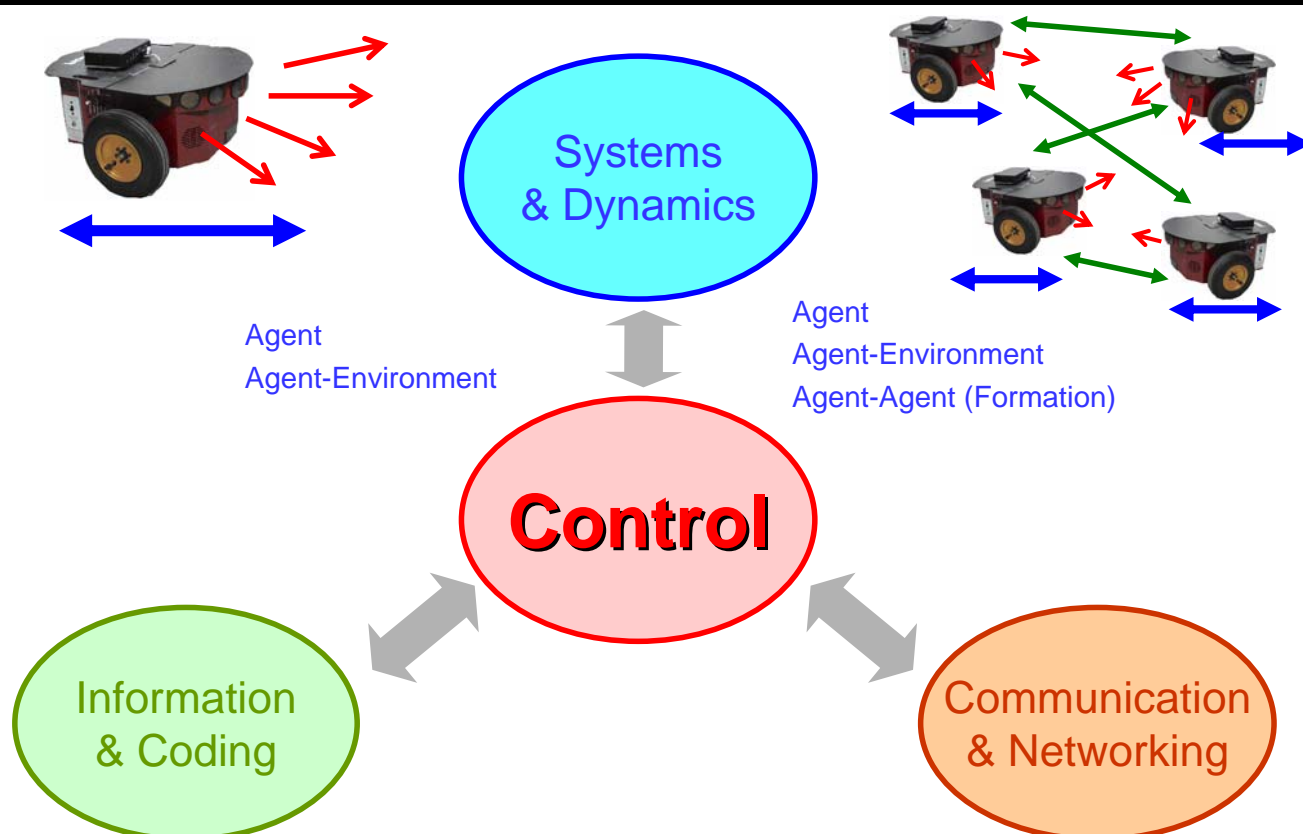 Systems
& Dynamics
Agent
Agent-Environment
Agent
Agent-Environment
Agent-Agent (Formation)
Control
Information
& Coding
Communication
& Networking